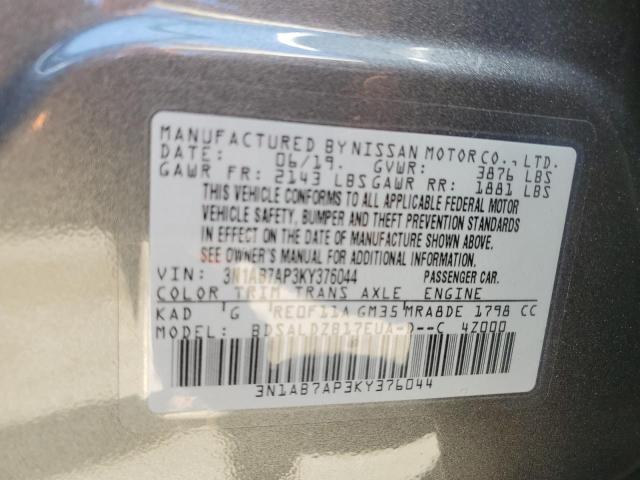 MANUFACTURED BY NISSAN MOTOR CO., LTD.
DATE: 06/19. GVWR: 3876 LBS
GAWR FR: 2143 LBS GAWR RR: 1881 LBS
THIS VEHICLE CONFORMS TO ALL APPLICABLE FEDERAL MOTOR
VEHICLE SAFETY, BUMPER AND THEFT PREVENTION STANDARDS
IN EFFECT ON THE DATE OF MANUFACTURE SHOWN ABOVE.
SEE OWNER'S MANUAL FOR ADDITIONAL INFORMATION.
VIN: 3N1AB7AP3KY376044 PASSENGER CAR.
COLOR TRIM TRANS AXLE ENGINE
KAD G RE0F11A GM35 MRA8DE 1798 CC
MODEL: BDSALDZB17EUA-D--C 4Z000
3N1AB7AP3KY376044